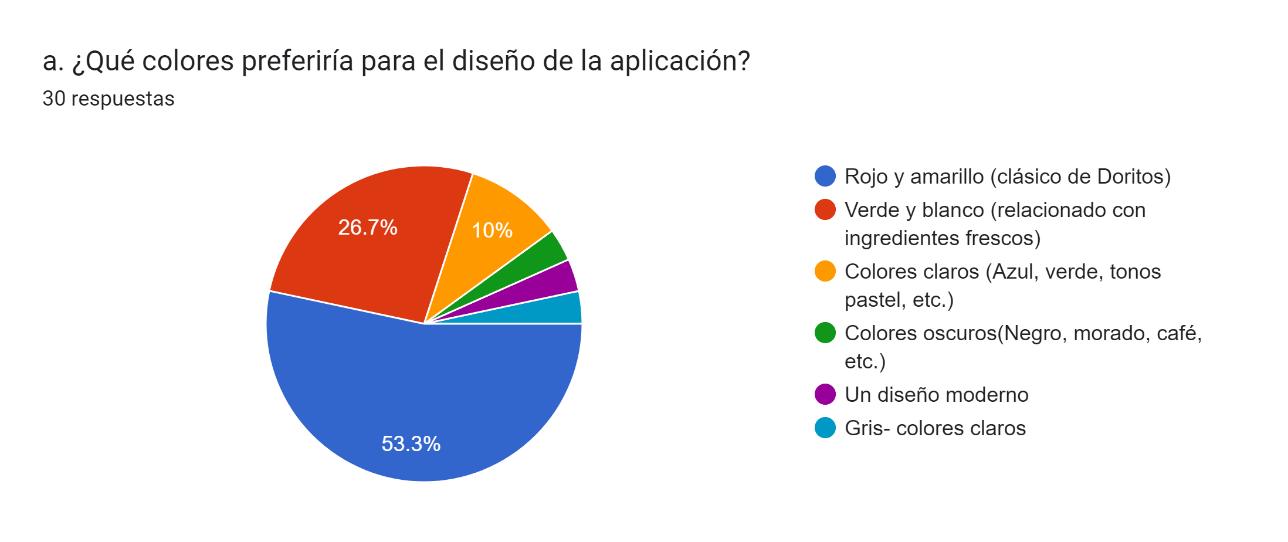 a. ¿Qué colores preferiría para el diseño de la aplicación?
30 respuestas
26.7%
10%
53.3%
Rojo y amarillo (clásico de Doritos)
Verde y blanco (relacionado con
ingredientes frescos)
Colores claros (Azul, verde, tonos
pastel, etc.)
Colores oscuros(Negro, morado, café,
etc.)
Un diseño moderno
Gris- colores claros